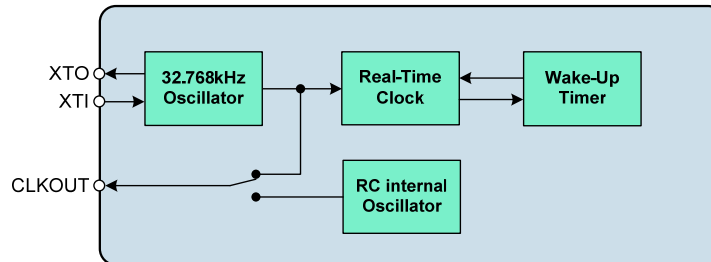 XTO
XTI
32.768kHz
Oscillator
Real-Time
Clock
Wake-Up
Timer
CLKOUT
RC internal
Oscillator